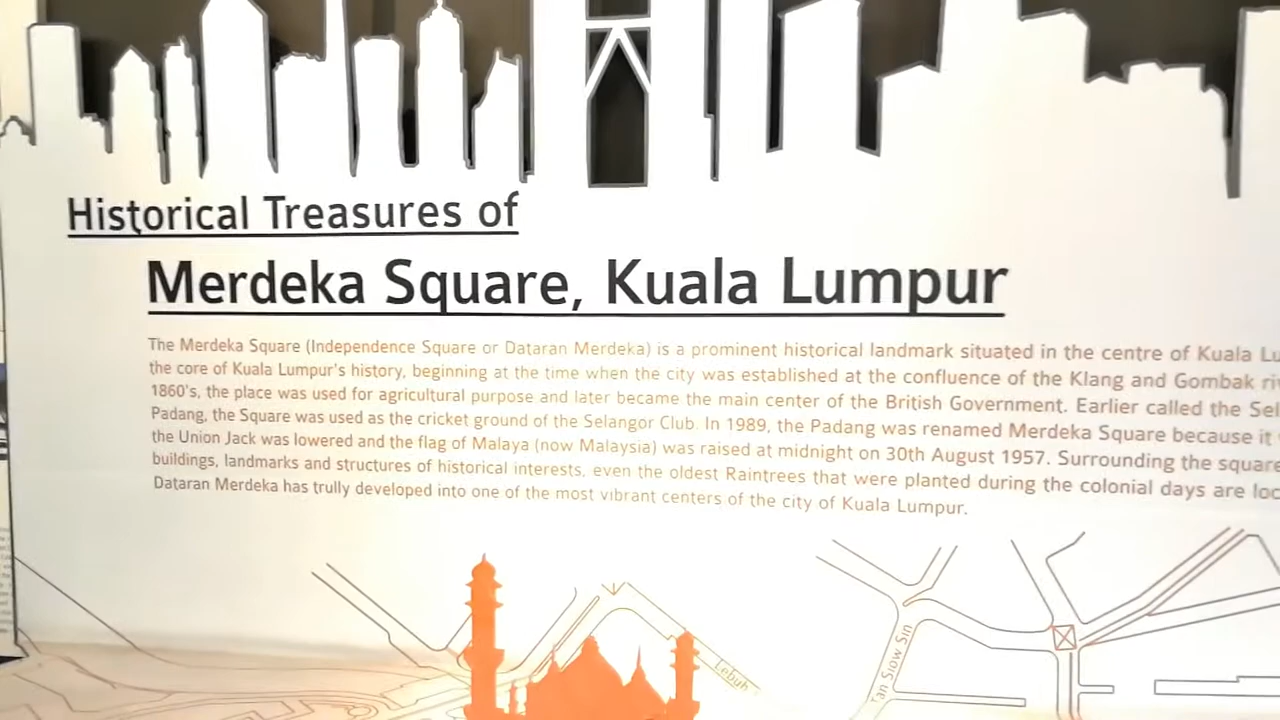 Historical Treasures of
Merdeka Square, Kuala Lumpur
The Merdeka Square (Independence Square or Dataran Merdeka) is a prominent historical landmark situated in the centre of Kuala
the core of Kuala Lumpur's history, beginning at the time when the city was established at the confluence of the Klang and Gombak
1860's, the place was used for agricultural purpose and later became the main center of the British Government. Earlier called the
Padang, the Square was used as the cricket ground of the Selangor Club. In 1989, the Padang was renamed Merdeka Square because it
the Union Jack was lowered and the flag of Malaya (now Malaysia) was raised at midnight on 30th August 1957. Surrounding the square
buildings, landmarks and structures of historical interests, even the oldest Raintrees that were planted during the colonial days are
Dataran Merdeka has trully developed into one of the most vibrant centers of the city of Kuala Lumpur.
Lebuh
Tan Siow Sin